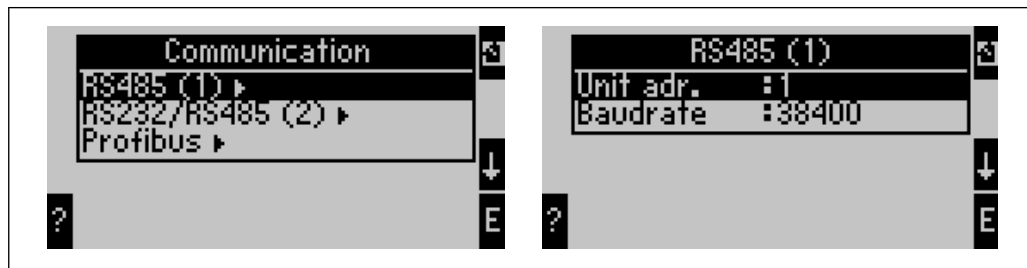 Communication
RS485 (1)
RS232/RS485 (2)
Profibus
?
E
RS485 (1)
Unit adr. :1
Baudrate :38400
?
E